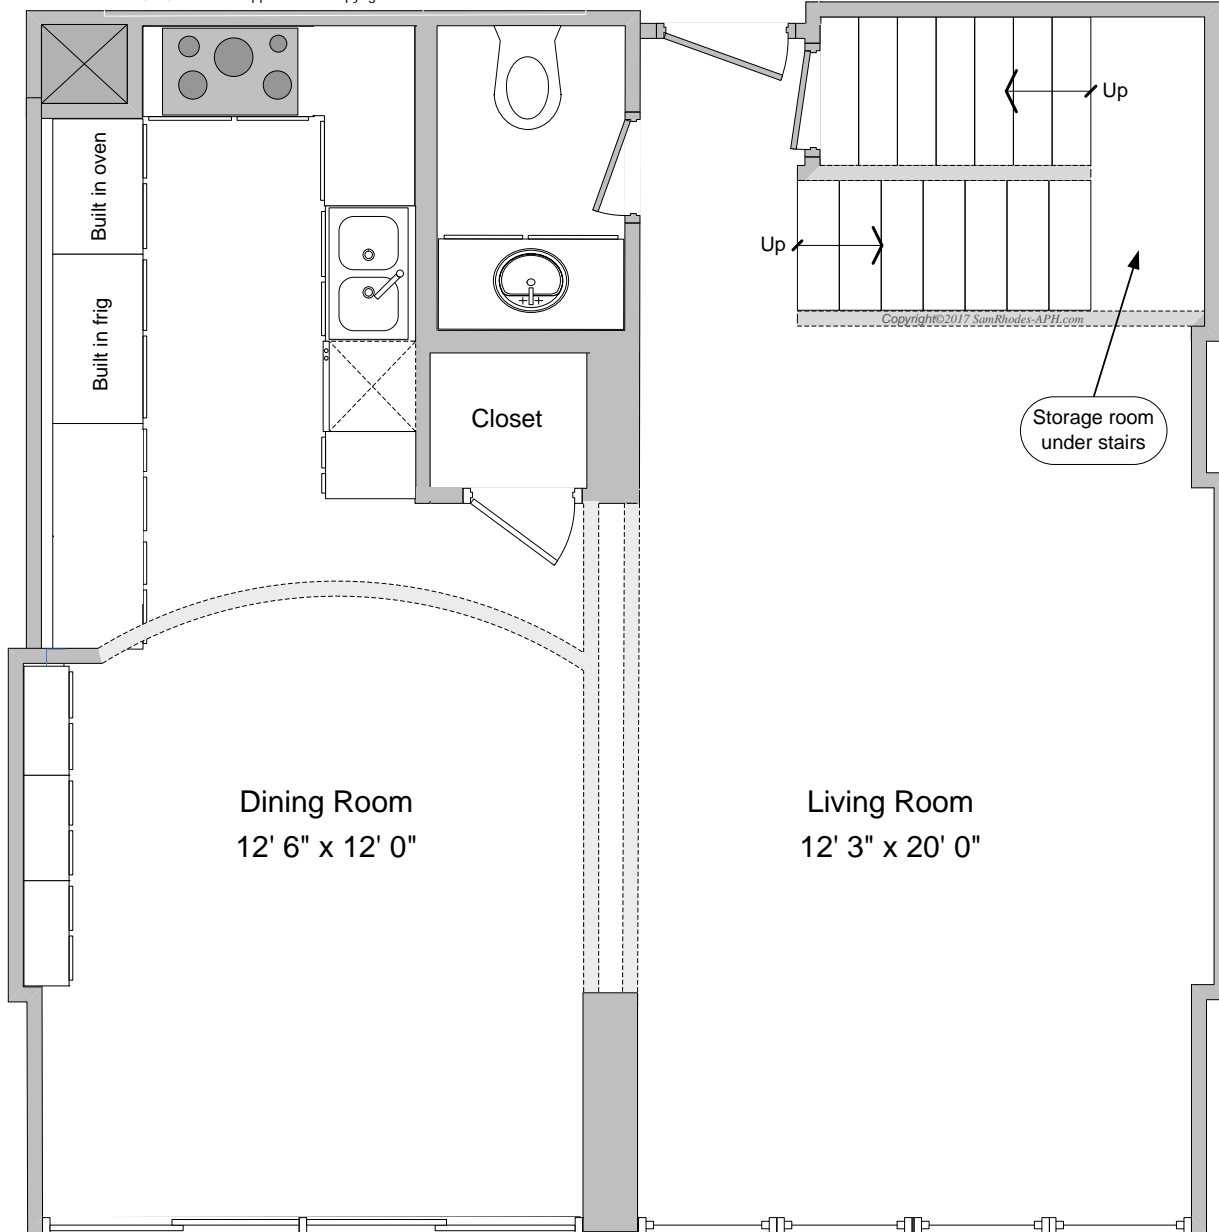 Built in oven
Built in frig
Up
Up
Copyright©2017 SamRhodes-APH.com
Closet
Storage room
under stairs
Dining Room
12' 6" x 12' 0"
Living Room
12' 3" x 20' 0"